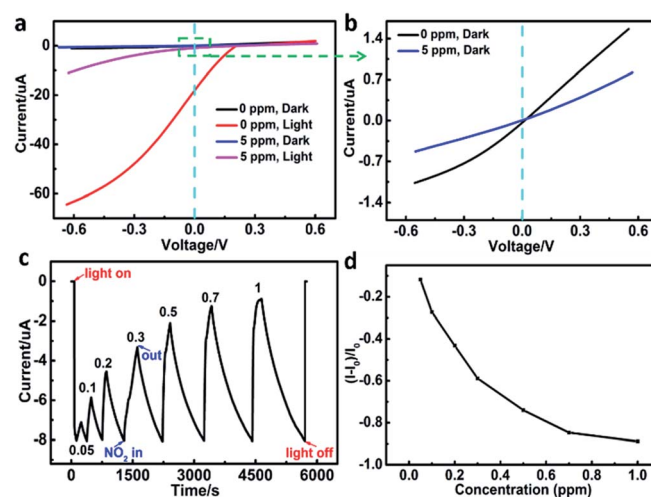 a
Current/uA
0
-20
-40
-60
0 ppm, Dark
0 ppm, Light
5 ppm, Dark
5 ppm, Light
-0.6 -0.3 0.0 0.3 0.6
Voltage/V
b
Current/uA
1.4
0.7
0.0
-0.7
-1.4
0 ppm, Dark
5 ppm, Dark
-0.6 -0.3 0.0 0.3 0.6
Voltage/V
c
Current/uA
0
-2
-4
-6
-8
light on
0.05
0.1
0.2
0.3
0.5
0.7
1
out
NO2 in
light off
0 1500 3000 4500 6000
Time/s
d
(I-I0)/I0
-0.2
-0.4
-0.6
-0.8
-1.0
0.0 0.2 0.4 0.6 0.8 1.0
Concentration (ppm)